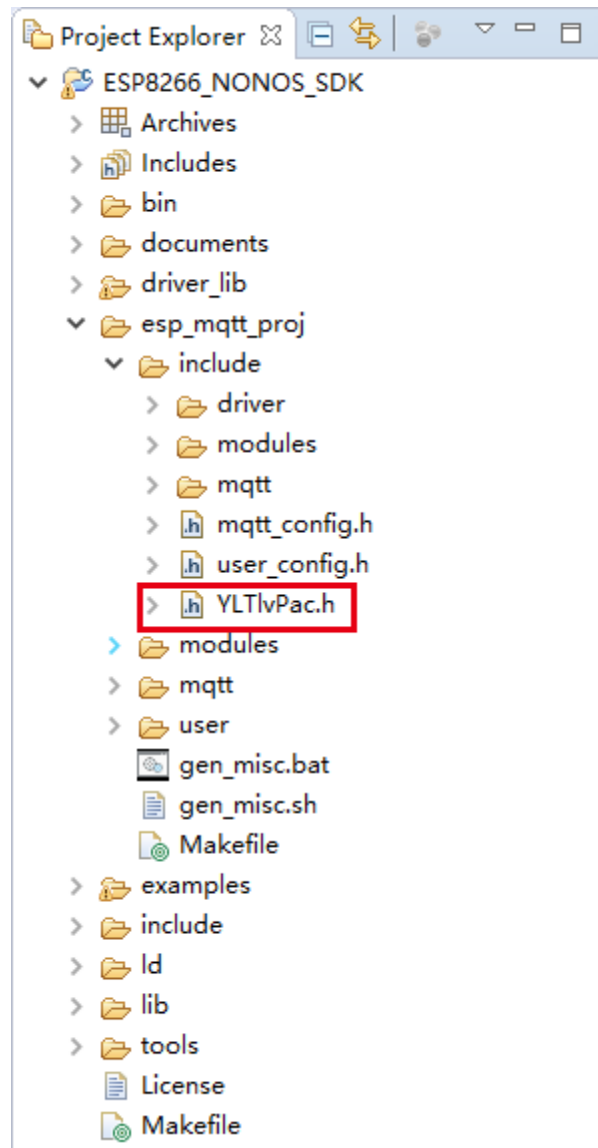 Project Explorer
ESP8266_NONOS_SDK
Archives
Includes
bin
documents
driver_lib
esp_mqtt_proj
include
driver
modules
mqtt
mqtt_config.h
user_config.h
YLTlvPac.h
modules
mqtt
user
gen_misc.bat
gen_misc.sh
Makefile
examples
include
ld
lib
tools
License
Makefile